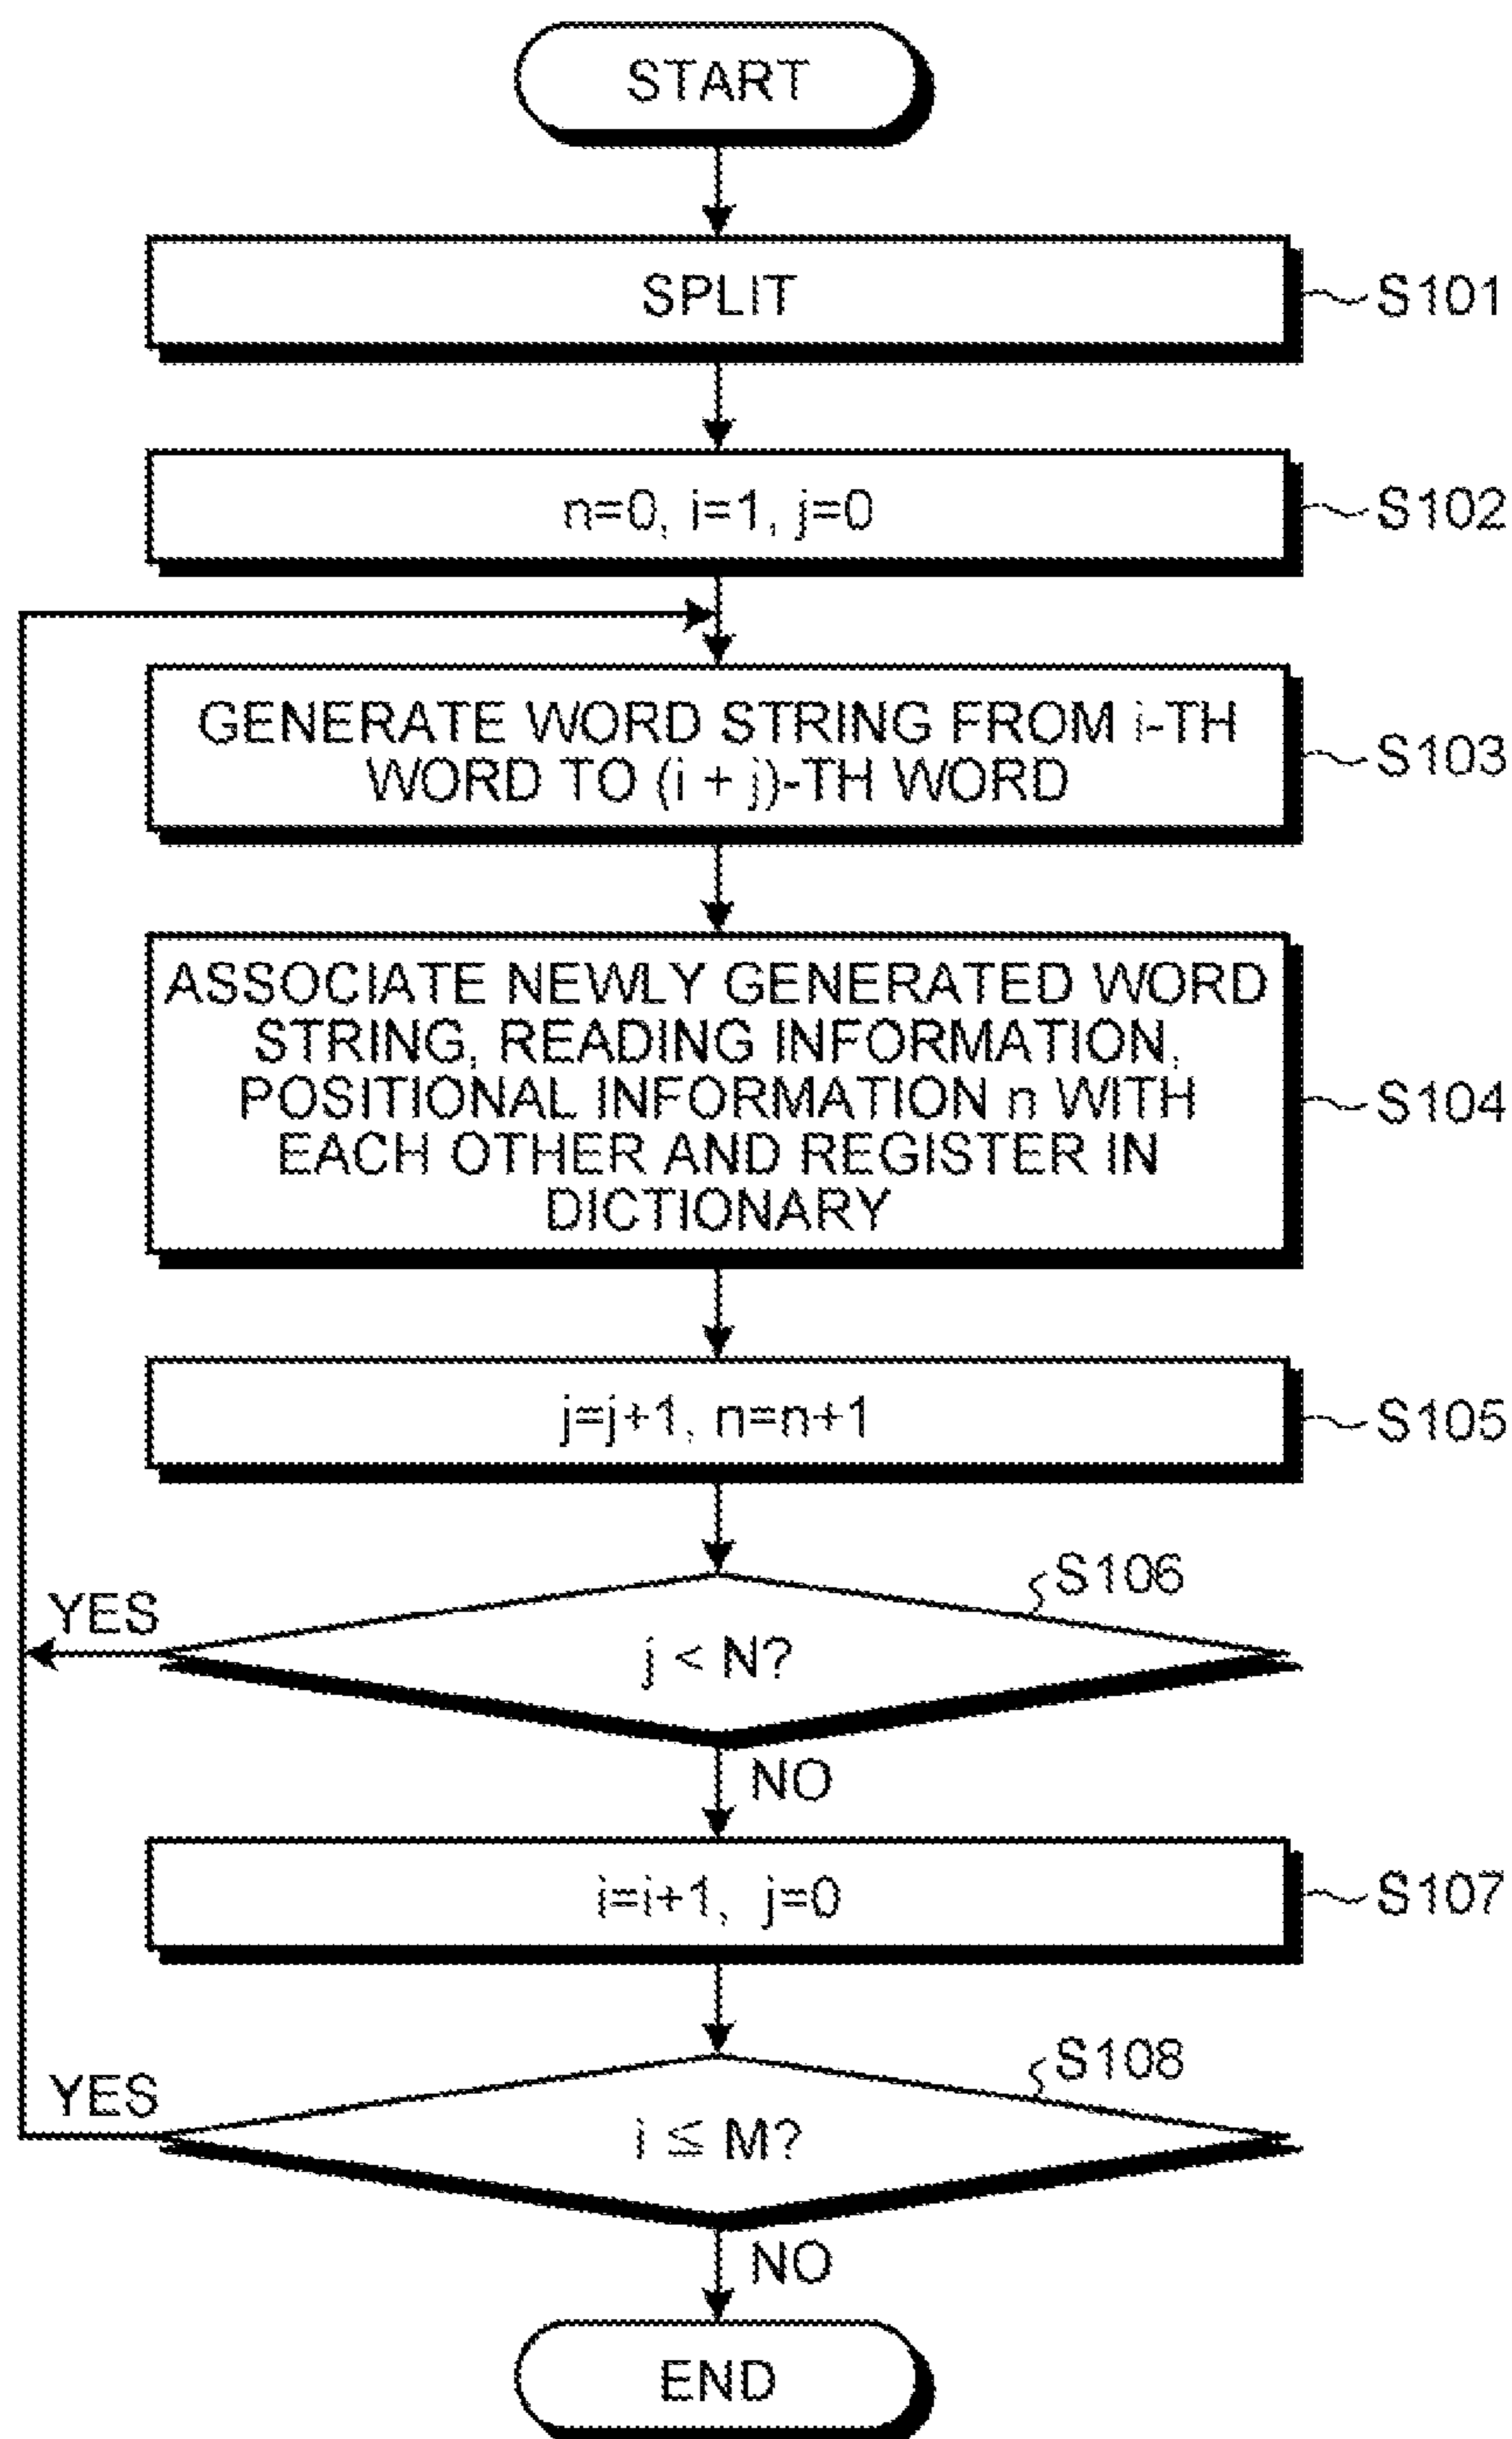 START
SPLIT
S101
n=0, i=1, j=0
S102
GENERATE WORD STRING FROM i-TH
WORD TO (i + j)-TH WORD
S103
ASSOCIATE NEWLY GENERATED WORD
STRING, READING INFORMATION,
POSITIONAL INFORMATION n WITH
EACH OTHER AND REGISTER IN
DICTIONARY
S104
j=j+1, n=n+1
S105
S106
YES
j < N?
NO
i=i+1, j=0
S107
S108
YES
i ≦ M?
NO
END